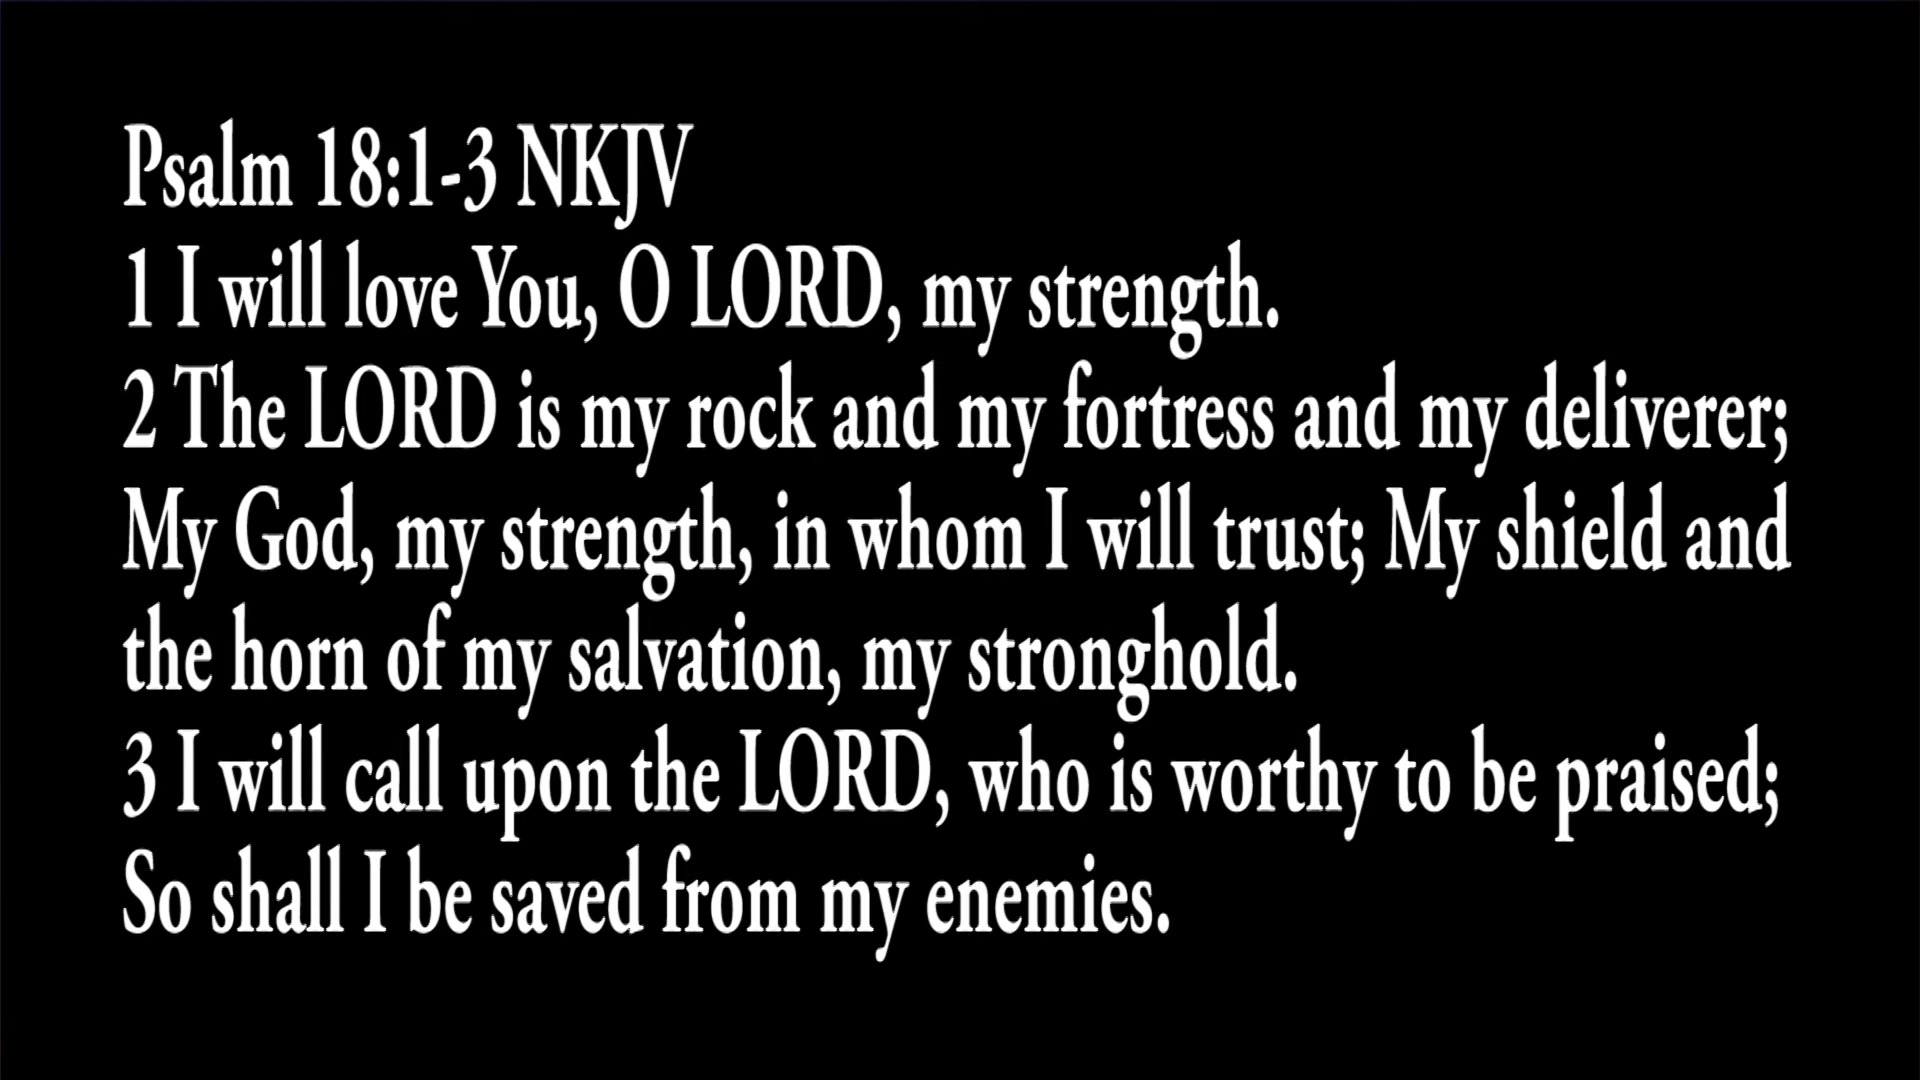 Psalm 18:1-3 NKJV
1 I will love You, O LORD, my strength.
2 The LORD is my rock and my fortress and my deliverer;
My God, my strength, in whom I will trust; My shield and
the horn of my salvation, my stronghold.
3 I will call upon the LORD, who is worthy to be praised;
So shall I be saved from my enemies.